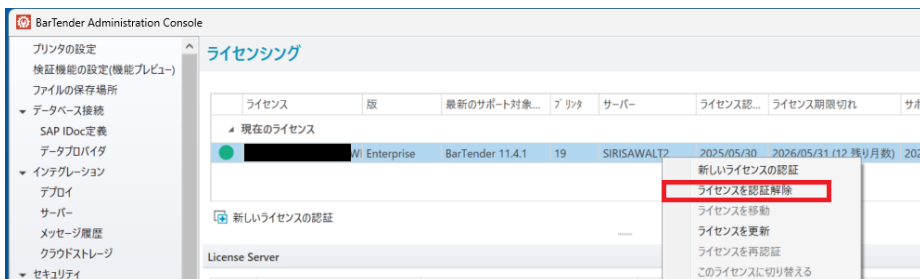 BarTender Administration Console
プリンタの設定
検証機能の設定(機能プレビュー)
ファイルの保存場所
データベース接続
SAP IDoc定義
データプロバイダ
インテグレーション
デプロイ
サーバー
メッセージ履歴
クラウドストレージ
セキュリティ
ライセンシング
ライセンス 版 最新のサポート対象... プリンタ サーバー ライセンス認... ライセンス期限切れ サポ
現在のライセンス
WI Enterprise BarTender 11.4.1 19 SIRISAWALT2 2025/05/30 2026/05/31 (12 残り月数) 202
新しいライセンスの認証
License Server
新しいライセンスの認証
ライセンスを認証解除
ライセンスを移動
ライセンスを更新
ライセンスを再認証
このライセンスに切り替える